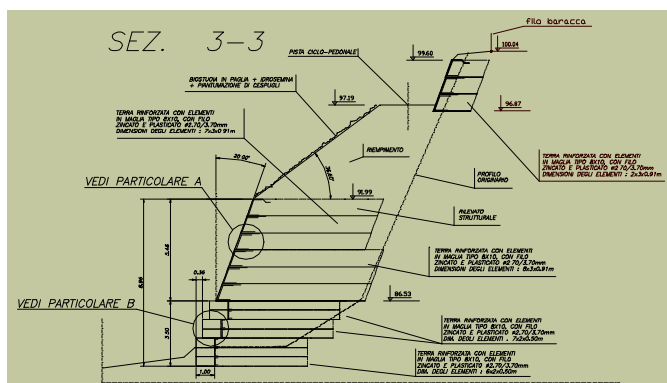 SEZ. 3-3
filo baracca
PISTA CICLO-PEDONALE
99.60
100.04
BIOSTUOIA IN PAGLIA + IDROSEMINA
+ PIANTUMAZIONE DI CESPUGLI
97.19
96.87
TERRA RINFORZATA CON ELEMENTI
IN MAGLIA TIPO 8X10, CON FILO
ZINCATO E PLASTICATO ø2.70/3.70mm
DIMENSIONI DEGLI ELEMENTI : 7x3x0.91m
RIEMPIMENTO
TERRA RINFORZATA CON ELEMENTI
IN MAGLIA TIPO 8X10, CON FILO
ZINCATO E PLASTICATO ø2.70/3.70mm
DIMENSIONI DEGLI ELEMENTI : 2x3x0.91m
20.00°
PROFILO
ORIGINARIO
VEDI PARTICOLARE A
91.99
RILEVATO
STRUTTURALE
5.46
TERRA RINFORZATA CON ELEMENTI
IN MAGLIA TIPO 8X10, CON FILO
ZINCATO E PLASTICATO ø2.70/3.70mm
DIMENSIONI DEGLI ELEMENTI : 6x3x0.91m
0.36
86.53
VEDI PARTICOLARE B
3.50
TERRA RINFORZATA CON ELEMENTI
IN MAGLIA TIPO 8X10, CON FILO
ZINCATO E PLASTICATO ø2.70/3.70mm
DIM. DEGLI ELEMENTI : 7x2x0.50m
TERRA RINFORZATA CON ELEMENTI
IN MAGLIA TIPO 8X10, CON FILO
ZINCATO E PLASTICATO ø2.70/3.70mm
DIM. DEGLI ELEMENTI : 6x2x0.50m
1.00